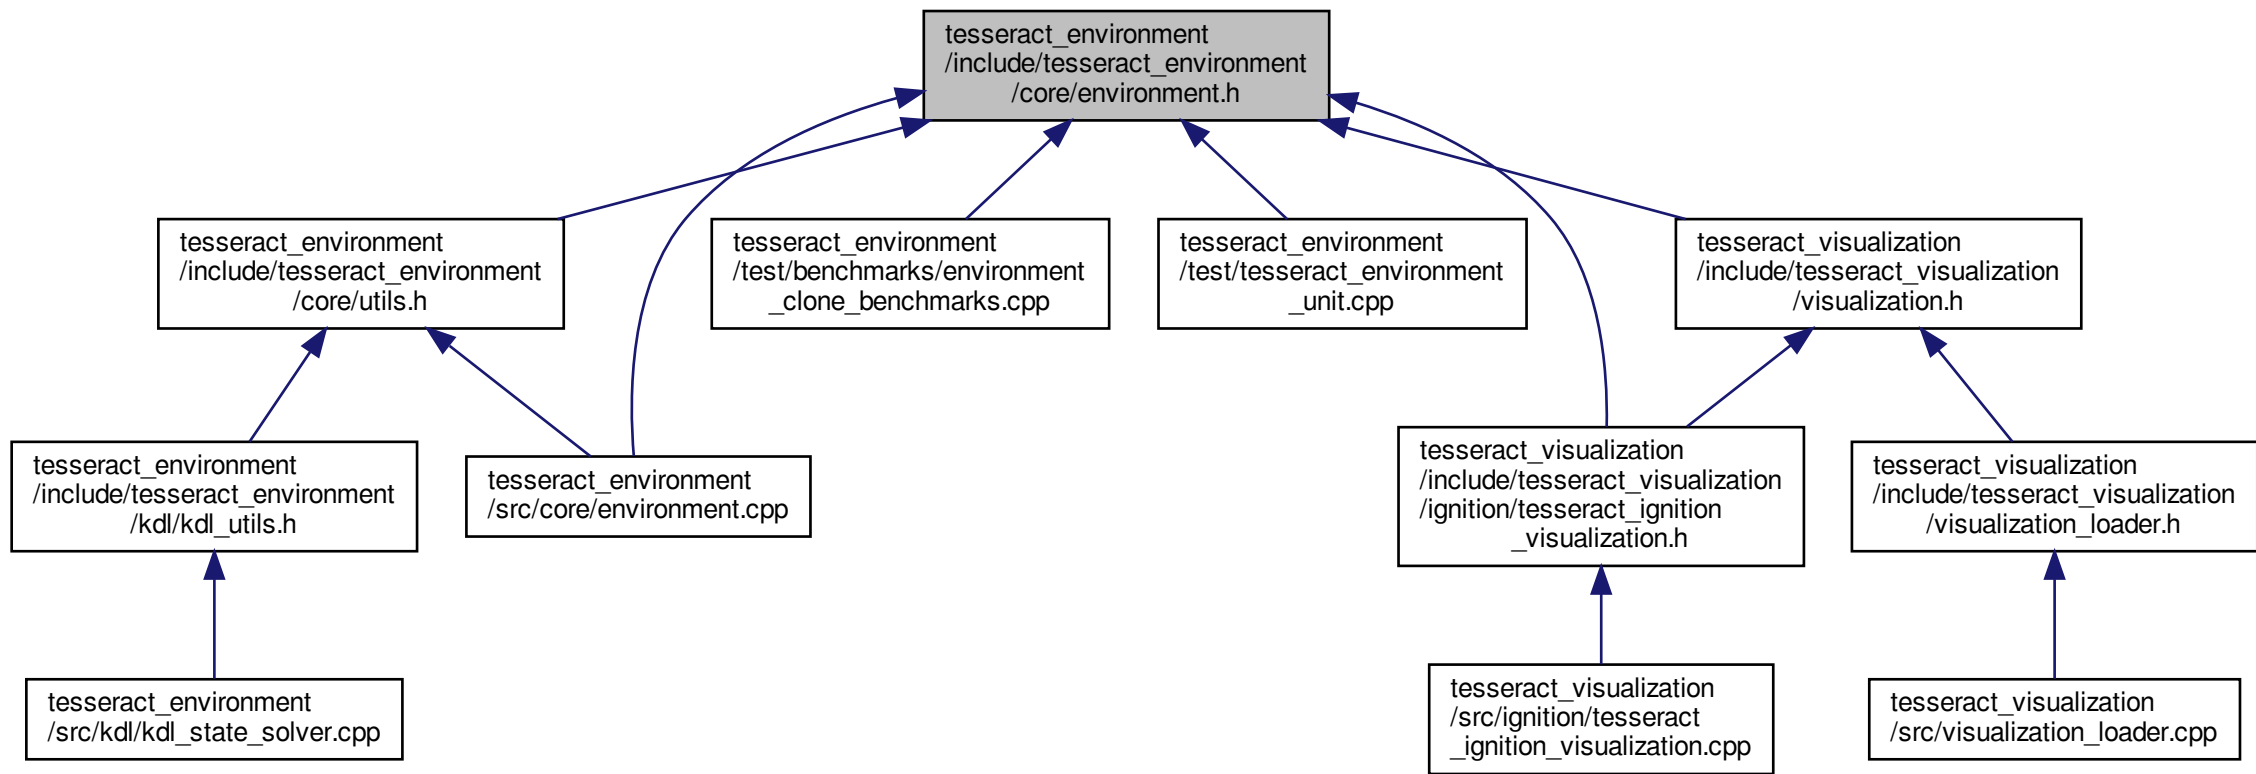 tesseract_environment
/include/tesseract_environment
/core/environment.h
tesseract_environment
/include/tesseract_environment
/core/utils.h
tesseract_environment
/test/benchmarks/environment
_clone_benchmarks.cpp
tesseract_environment
/test/tesseract_environment
_unit.cpp
tesseract_visualization
/include/tesseract_visualization
/visualization.h
tesseract_environment
/include/tesseract_environment
/kdl/kdl_utils.h
tesseract_environment
/src/core/environment.cpp
tesseract_visualization
/include/tesseract_visualization
/ignition/tesseract_ignition
_visualization.h
tesseract_visualization
/include/tesseract_visualization
/visualization_loader.h
tesseract_environment
/src/kdl/kdl_state_solver.cpp
tesseract_visualization
/src/ignition/tesseract
_ignition_visualization.cpp
tesseract_visualization
/src/visualization_loader.cpp